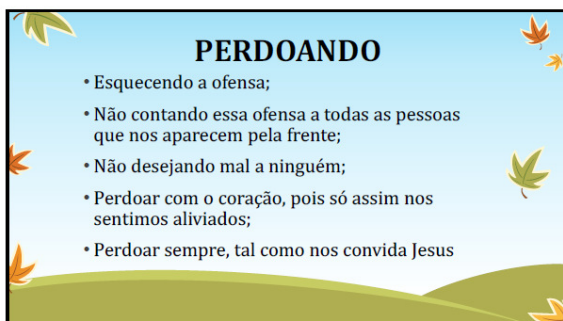 PERDOANDO
• Esquecendo a ofensa;
• Não contando essa ofensa a todas as pessoas
que nos aparecem pela frente;
• Não desejando mal a ninguém;
• Perdoar com o coração, pois só assim nos
sentimos aliviados;
• Perdoar sempre, tal como nos convida Jesus